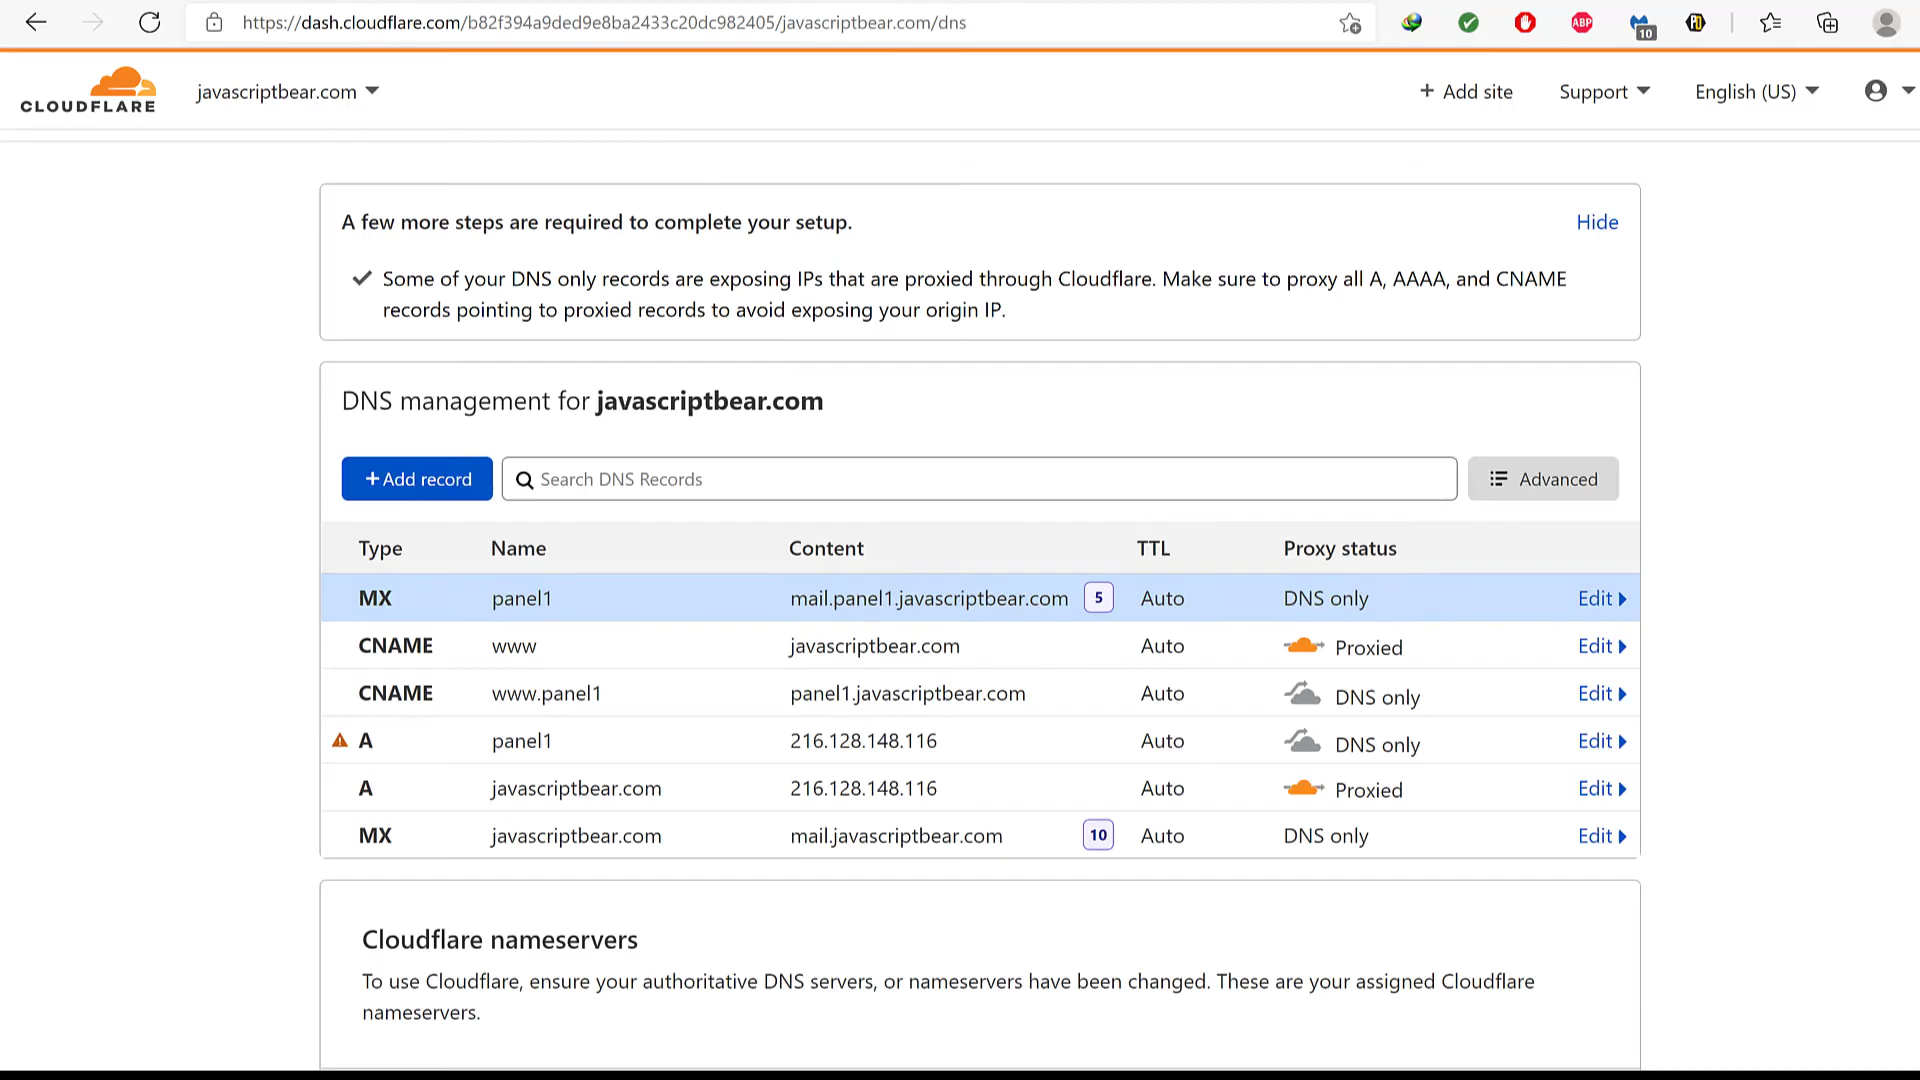 https://dash.cloudflare.com/b82f394a9ded9e8ba2433c20dc982405/javascriptbear.com/dns
ABP
10
CLOUDFLARE
javascriptbear.com
+ Add site
Support
English (US)
A few more steps are required to complete your setup.
Hide
Some of your DNS only records are exposing IPs that are proxied through Cloudflare. Make sure to proxy all A, AAAA, and CNAME
records pointing to proxied records to avoid exposing your origin IP.
DNS management for javascriptbear.com
+Add record
Search DNS Records
Advanced
Type Name Content TTL Proxy status
MX panel1 mail.panel1.javascriptbear.com 5 Auto DNS only Edit
CNAME www javascriptbear.com Auto Proxied Edit
CNAME www.panel1 panel1.javascriptbear.com Auto DNS only Edit
A panel1 216.128.148.116 Auto DNS only Edit
A javascriptbear.com 216.128.148.116 Auto Proxied Edit
MX javascriptbear.com mail.javascriptbear.com 10 Auto DNS only Edit
Cloudflare nameservers
To use Cloudflare, ensure your authoritative DNS servers, or nameservers have been changed. These are your assigned Cloudflare
nameservers.